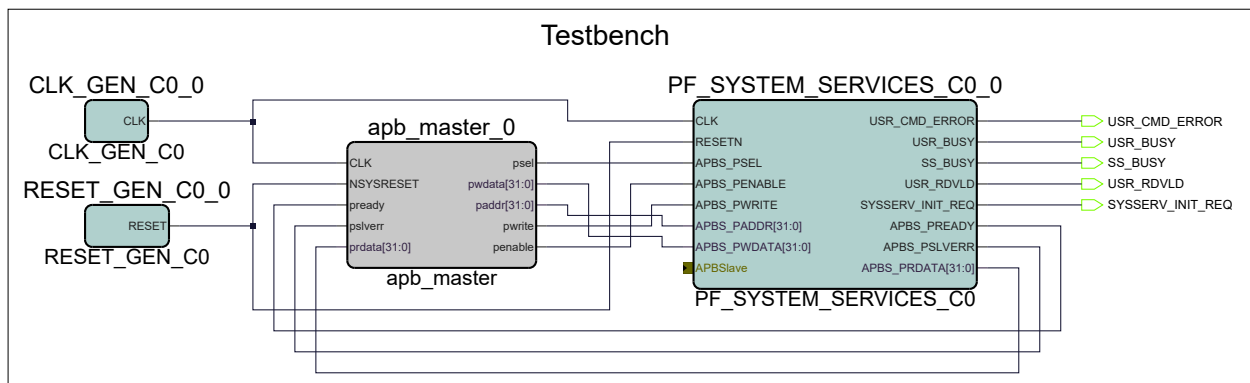 Testbench
CLK_GEN_C0_0
CLK
CLK_GEN_C0
RESET_GEN_C0_0
RESET
RESET_GEN_C0
apb_master_0
CLK
NSYSRESET
pready
pslverr
prdata[31:0]
psel
pwdata[31:0]
paddr[31:0]
pwrite
penable
apb_master
PF_SYSTEM_SERVICES_C0_0
CLK
RESETN
APBS_PSEL
APBS_PENABLE
APBS_PWRITE
APBS_PADDR[31:0]
APBS_PWDATA[31:0]
APBSlave
USR_CMD_ERROR
USR_BUSY
SS_BUSY
USR_RDVLD
SYSSERV_INIT_REQ
APBS_PREADY
APBS_PSLVERR
APBS_PRDATA[31:0]
PF_SYSTEM_SERVICES_C0
USR_CMD_ERROR
USR_BUSY
SS_BUSY
USR_RDVLD
SYSSERV_INIT_REQ